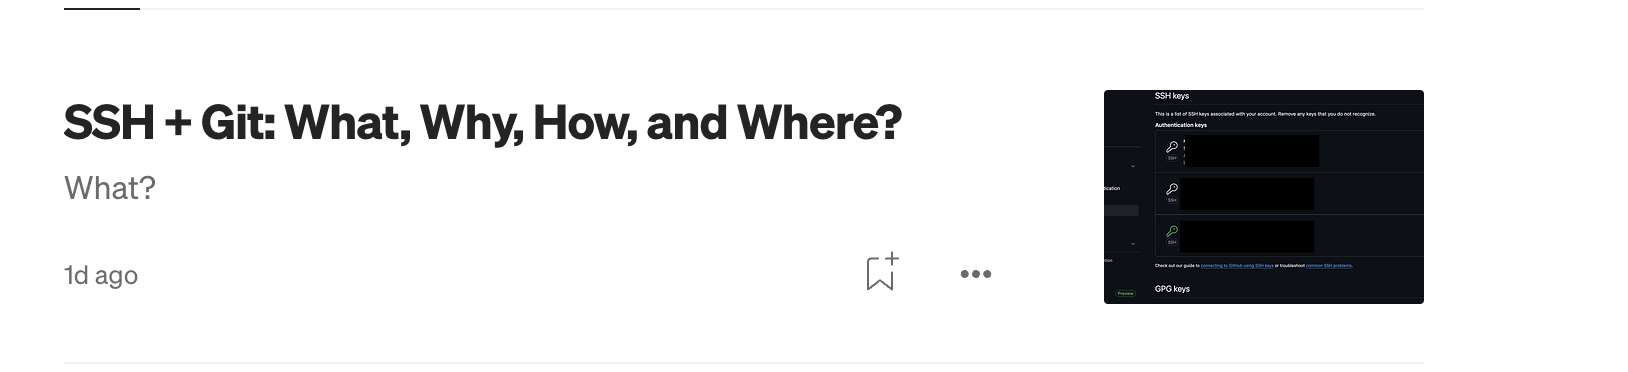 SSH + Git: What, Why, How, and Where?
What?
1d ago
SSH keys
This is a list of SSH keys associated with your account. Remove any keys that you do not recognize.
Authentication keys
SSH
tication
SSH
SSH
tion
Check out our guide to connecting to GitHub using SSH keys or troubleshoot common SSH problems.
Preview
GPG keys